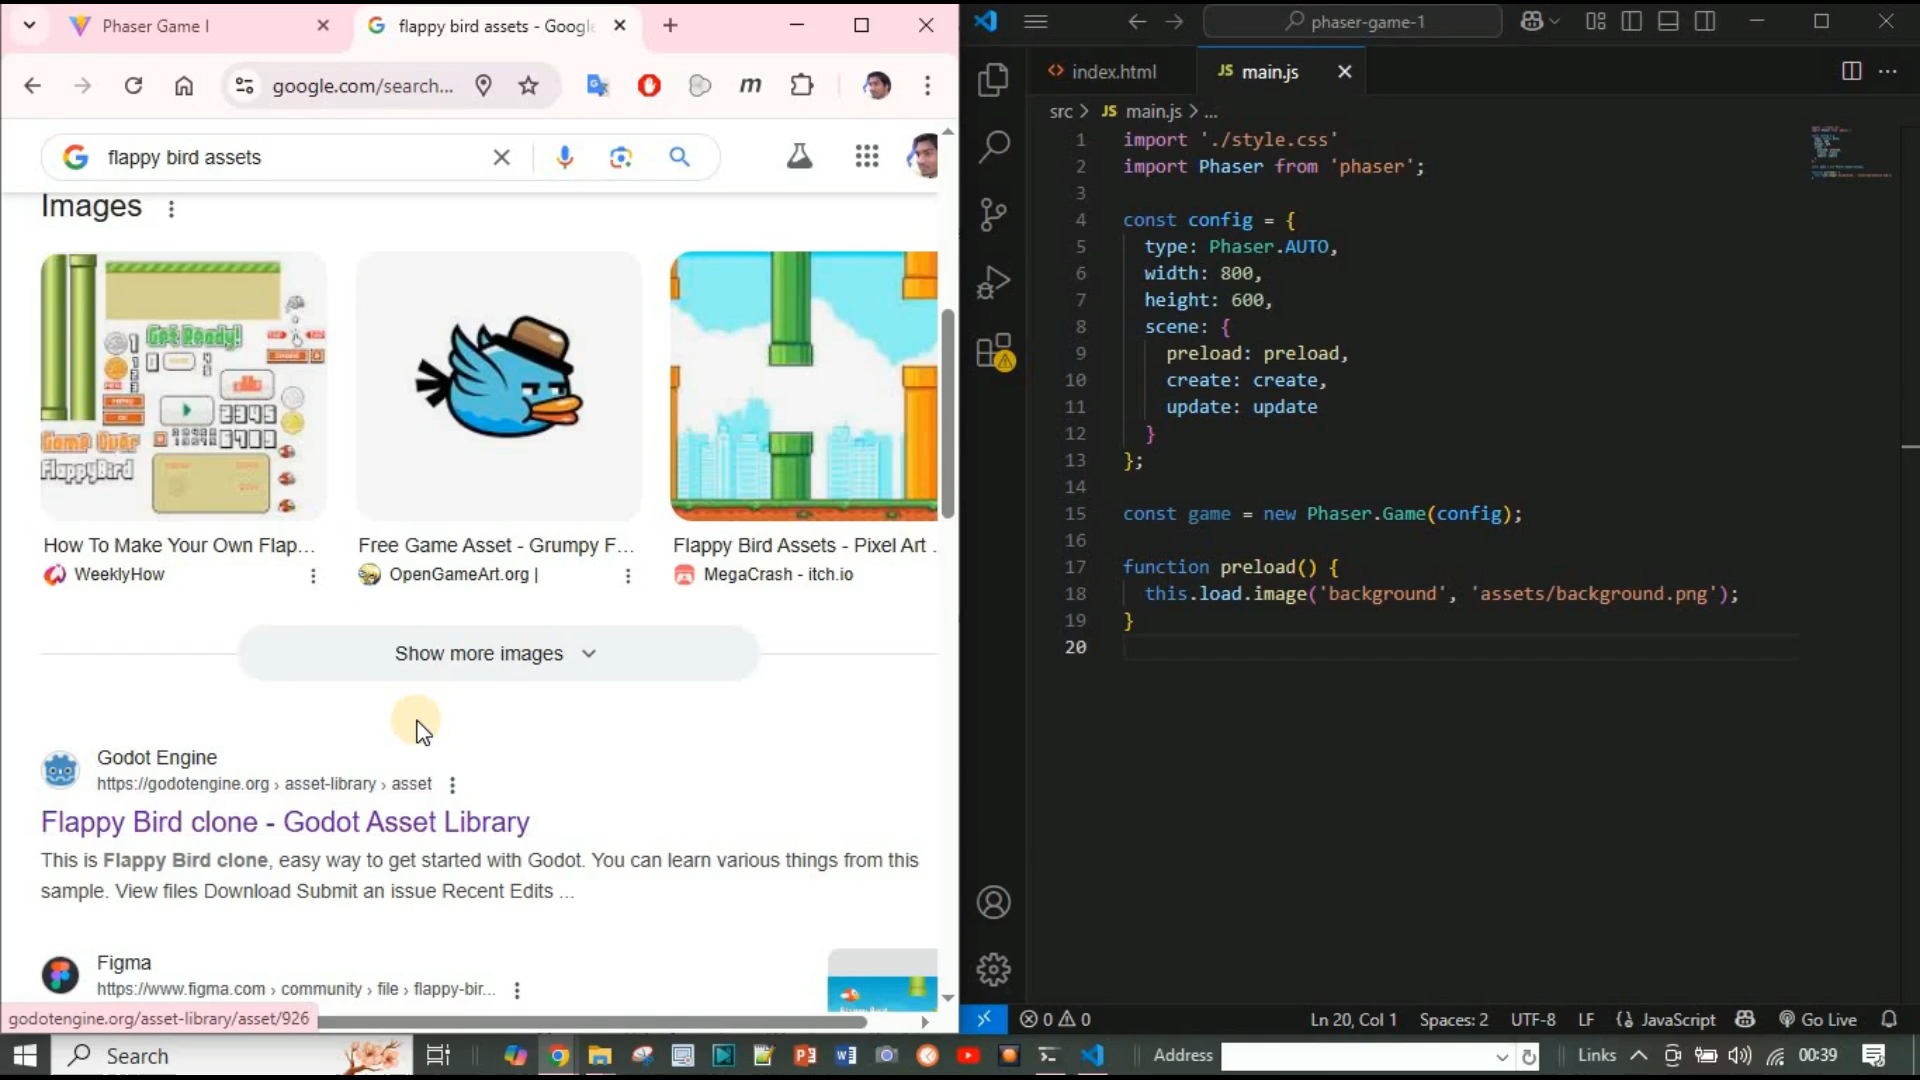 Phaser Game I
flappy bird assets - Google
google.com/search...
flappy bird assets
Images
Get Ready!
Game Over
FlappyBird
How To Make Your Own Flap...
WeeklyHow
Free Game Asset - Grumpy F...
OpenGameArt.org |
Flappy Bird Assets - Pixel Art .
MegaCrash - itch.io
Show more images
Godot Engine
https://godotengine.org › asset-library › asset
Flappy Bird clone - Godot Asset Library
This is Flappy Bird clone, easy way to get started with Godot. You can learn various things from this
sample. View files Download Submit an issue Recent Edits ...
Figma
https://www.figma.com › community › file › flappy-bir...
godotengine.org/asset-library/asset/926
phaser-game-1
index.html
JS main.js
src > JS main.js > ...
1 import './style.css'
2 import Phaser from 'phaser';
3
4 const config = {
5 type: Phaser.AUTO,
6 width: 800,
7 height: 600,
8 scene: {
9 preload: preload,
10 create: create,
11 update: update
12 }
13 };
14
15 const game = new Phaser.Game(config);
16
17 function preload() {
18 this.load.image('background', 'assets/background.png');
19 }
20
0 0 Ln 20, Col 1 Spaces: 2 UTF-8 LF {} JavaScript Go Live
Search Address Links 00:39